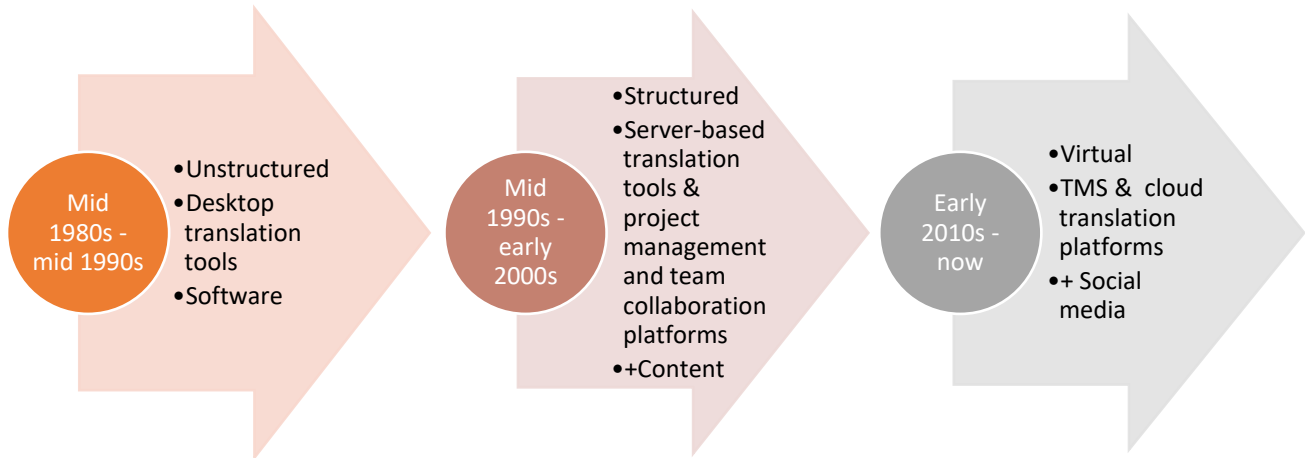 Mid
1980s -
mid 1990s
•Unstructured
•Desktop
translation
tools
•Software
Mid
1990s -
early
2000s
•Structured
•Server-based
translation
tools &
project
management
and team
collaboration
platforms
•+Content
Early
2010s -
now
•Virtual
•TMS & cloud
translation
platforms
•+ Social
media